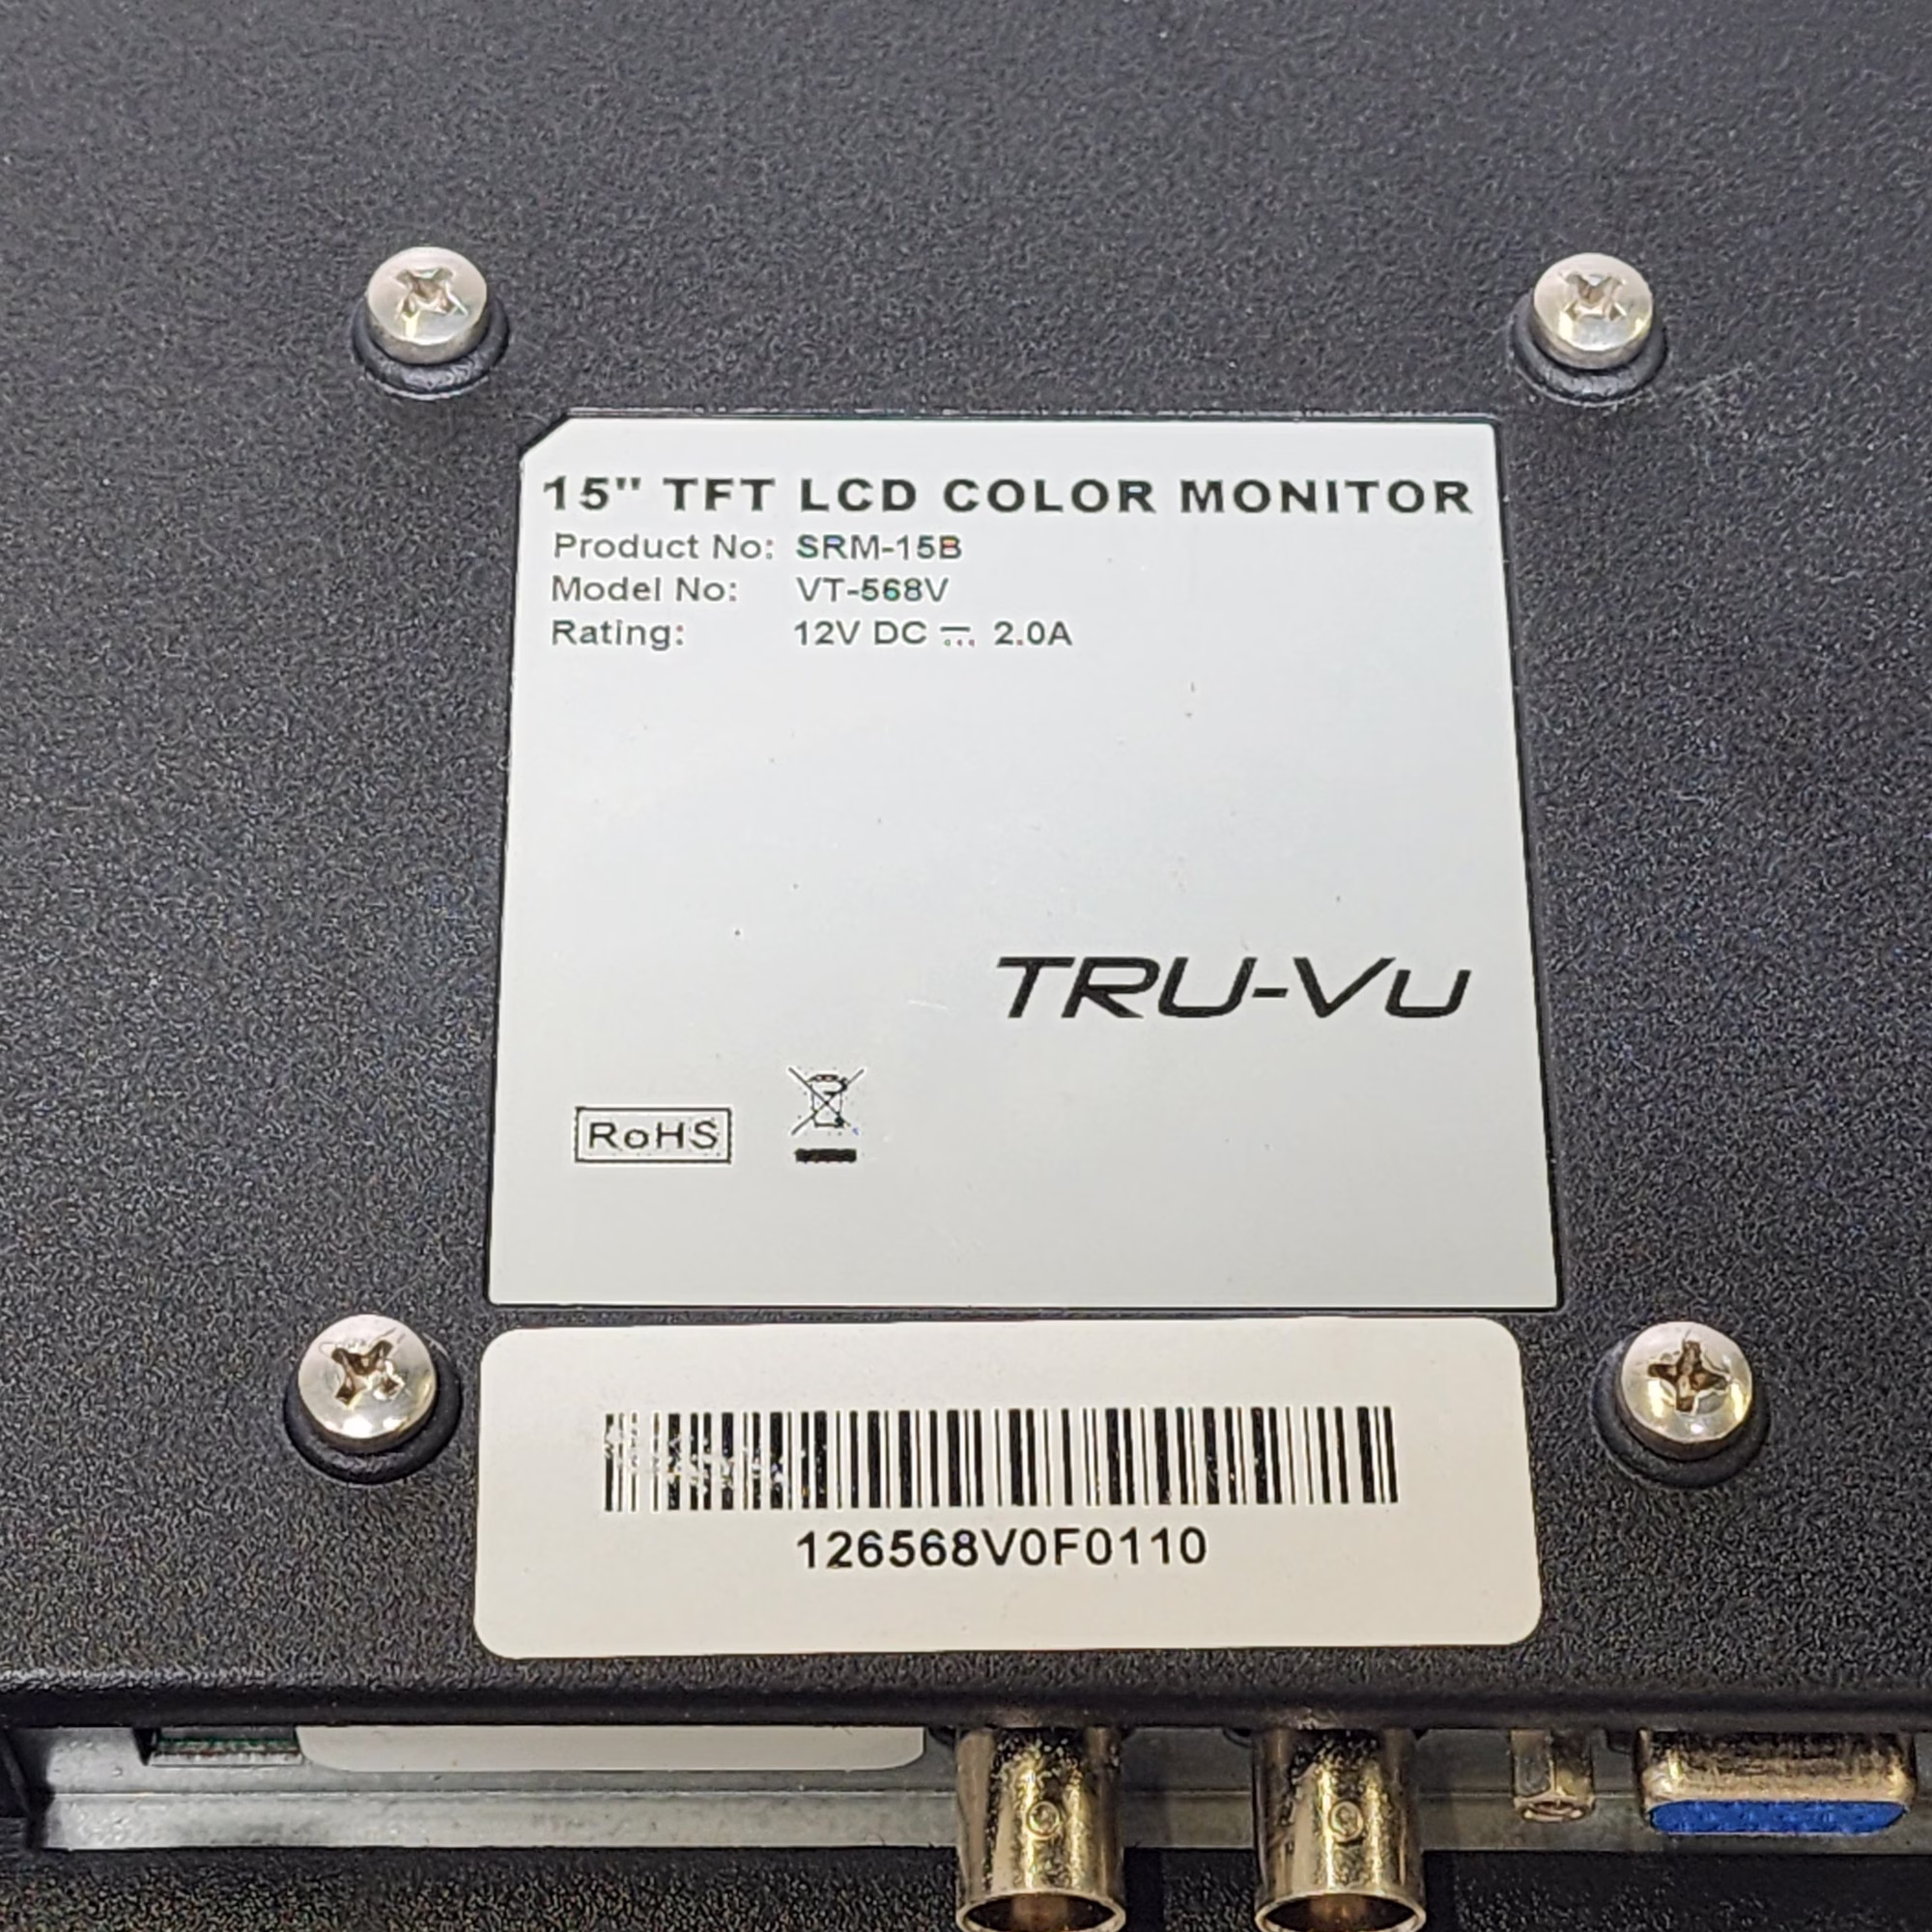 15" TFT LCD COLOR MONITOR
Product No: SRM-15B
Model No: VT-568V
Rating: 12V DC ⎓ 2.0A
TRU-Vu
RoHS
126568V0F0110